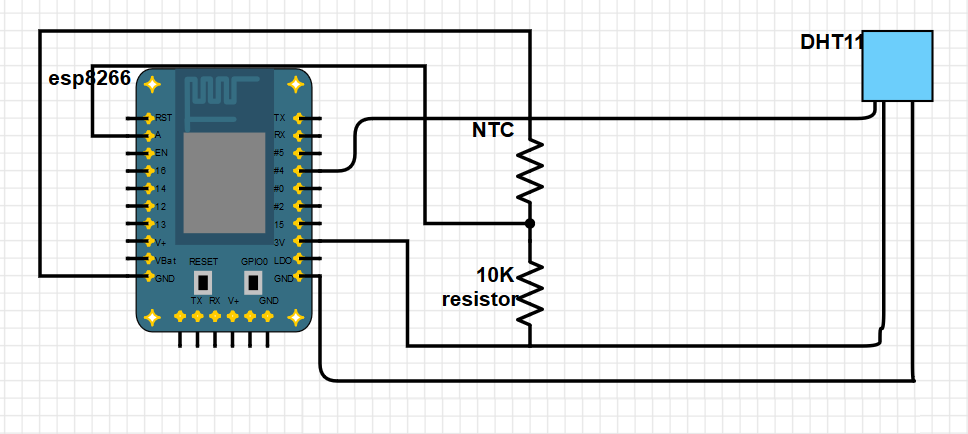 esp8266
DHT11
NTC
10K
resistor
RST
A
EN
16
14
12
13
V+
VBat
GND
TX
RX
#5
#4
#0
#2
15
3V
LDO
GND
RESET
GPIO0
TX RX V+ GND